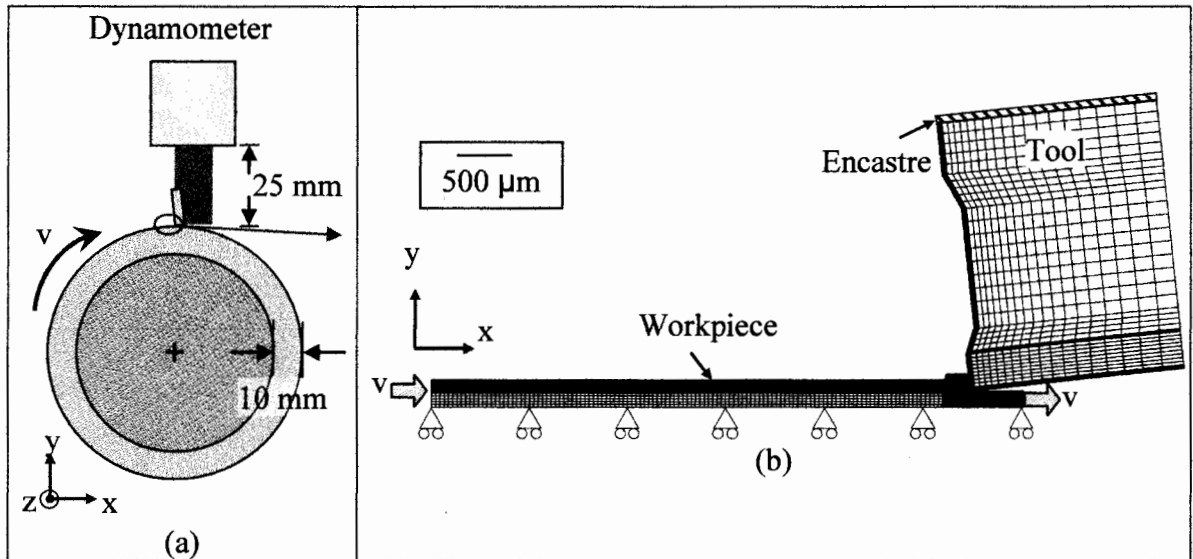 Dynamometer
25 mm
v
10 mm
y
z
x
(a)
500 µm
Encastre
Tool
y
x
Workpiece
v
v
(b)